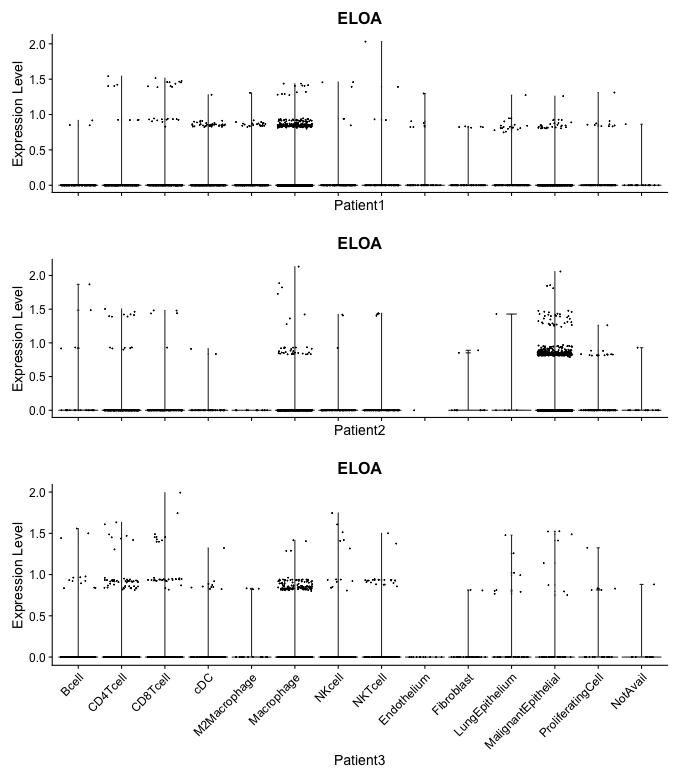 ELOA
Expression Level
2.0
1.5
1.0
0.5
0.0
Patient1
ELOA
Expression Level
2.0
1.5
1.0
0.5
0.0
Patient2
ELOA
Expression Level
2.0
1.5
1.0
0.5
0.0
Bcell
CD4Tcell
CD8Tcell
cDC
M2Macrophage
Macrophage
NKcell
NKTcell
Endothelium
Fibroblast
LungEpithelium
MalignantEpithelial
ProliferatingCell
NotAvail
Patient3